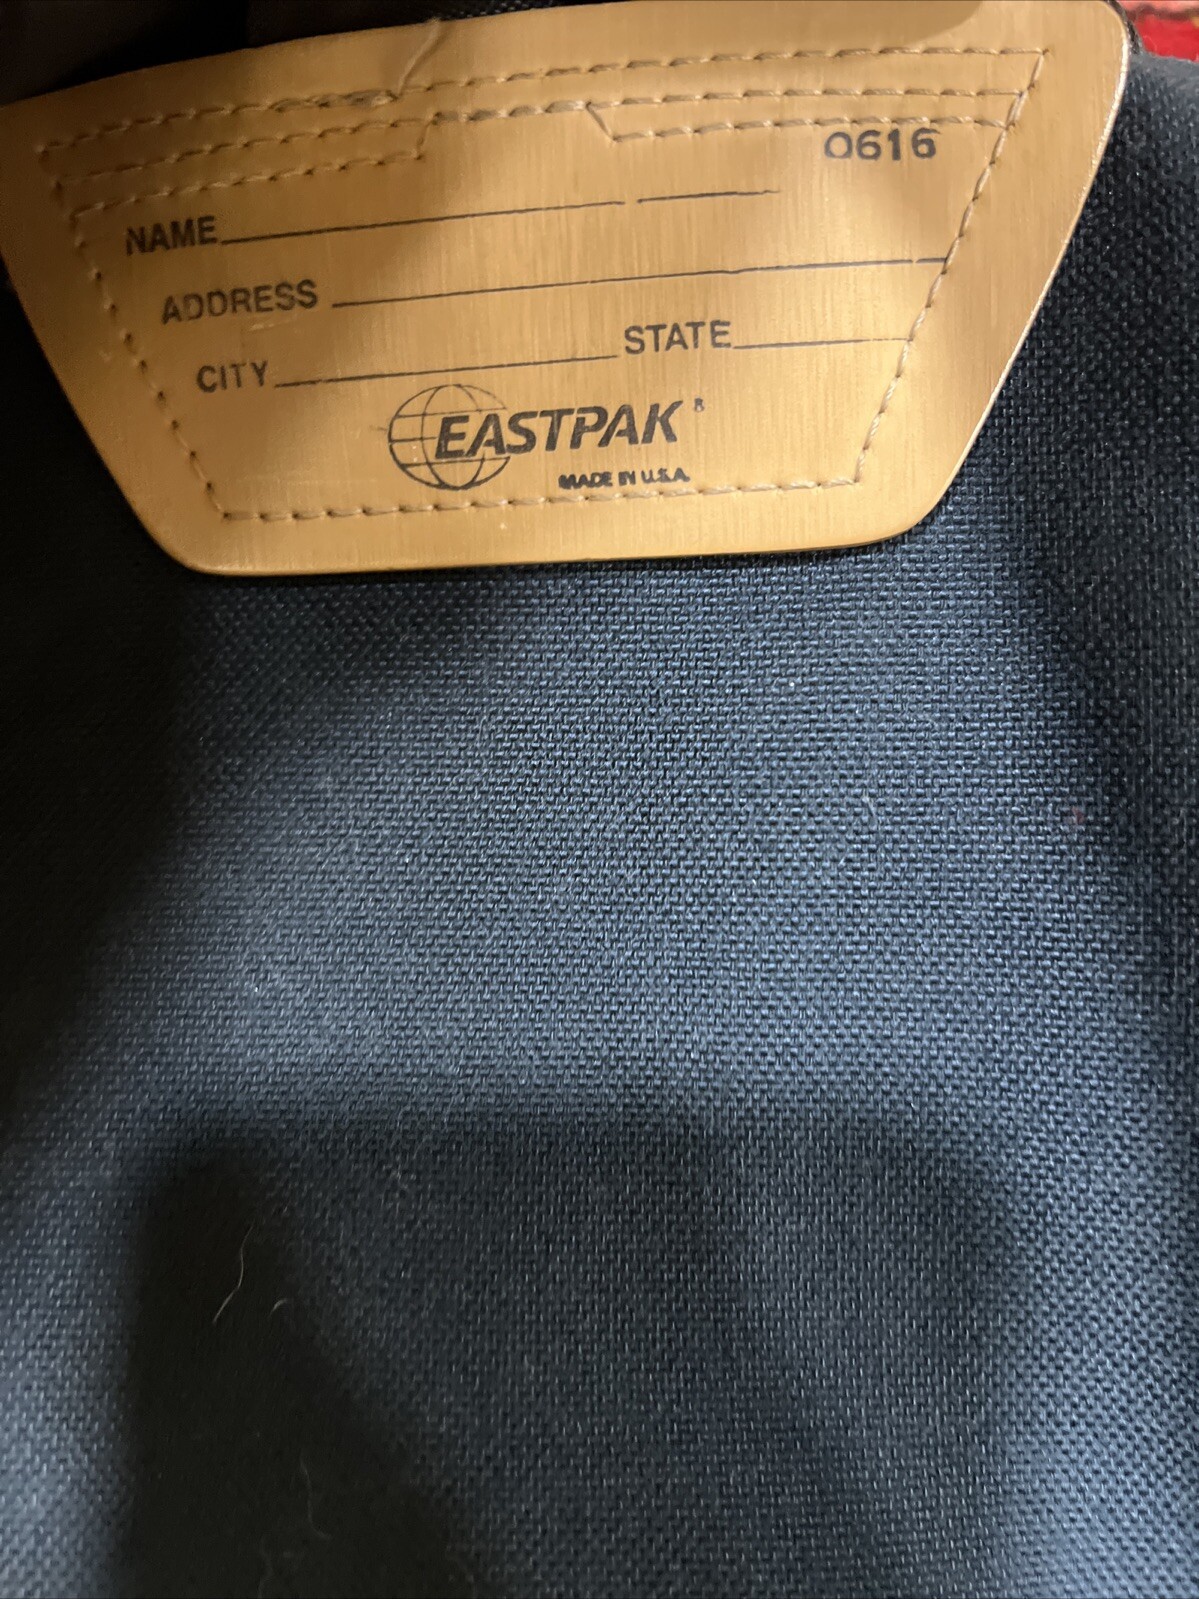 0616
NAME
ADDRESS
CITY STATE
EASTPAK ®
MADE IN U.S.A.